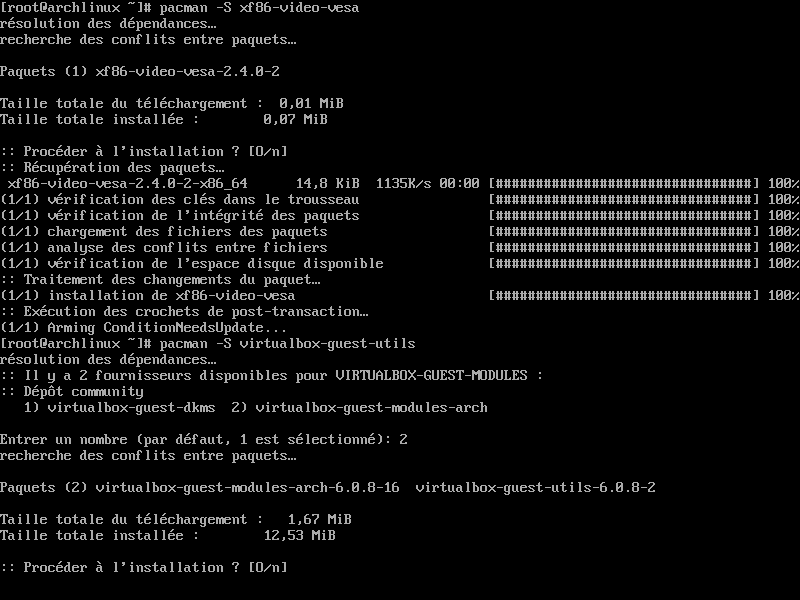 [root@archlinux ~]# pacman -S xf86-video-vesa
résolution des dépendances…
recherche des conflits entre paquets…
Paquets (1) xf86-video-vesa-2.4.0-2
Taille totale du téléchargement :  0,01 MiB
Taille totale installée :        0,07 MiB
:: Procéder à l'installation ? [O/n]
:: Récupération des paquets…
 xf86-video-vesa-2.4.0-2-x86_64      14,8 KiB  1135K/s 00:00 [################################] 100%
(1/1) vérification des clés dans le trousseau                [################################] 100%
(1/1) vérification de l'intégrité des paquets                [################################] 100%
(1/1) chargement des fichiers des paquets                    [################################] 100%
(1/1) analyse des conflits entre fichiers                    [################################] 100%
(1/1) vérification de l'espace disque disponible             [################################] 100%
:: Traitement des changements du paquet…
(1/1) installation de xf86-video-vesa                        [################################] 100%
:: Exécution des crochets de post-transaction…
(1/1) Arming ConditionNeedsUpdate...
[root@archlinux ~]# pacman -S virtualbox-guest-utils
résolution des dépendances…
:: Il y a 2 fournisseurs disponibles pour VIRTUALBOX-GUEST-MODULES :
:: Dépôt community
   1) virtualbox-guest-dkms  2) virtualbox-guest-modules-arch
Entrer un nombre (par défaut, 1 est sélectionné): 2
recherche des conflits entre paquets…
Paquets (2) virtualbox-guest-modules-arch-6.0.8-16  virtualbox-guest-utils-6.0.8-2
Taille totale du téléchargement :   1,67 MiB
Taille totale installée :        12,53 MiB
:: Procéder à l'installation ? [O/n]